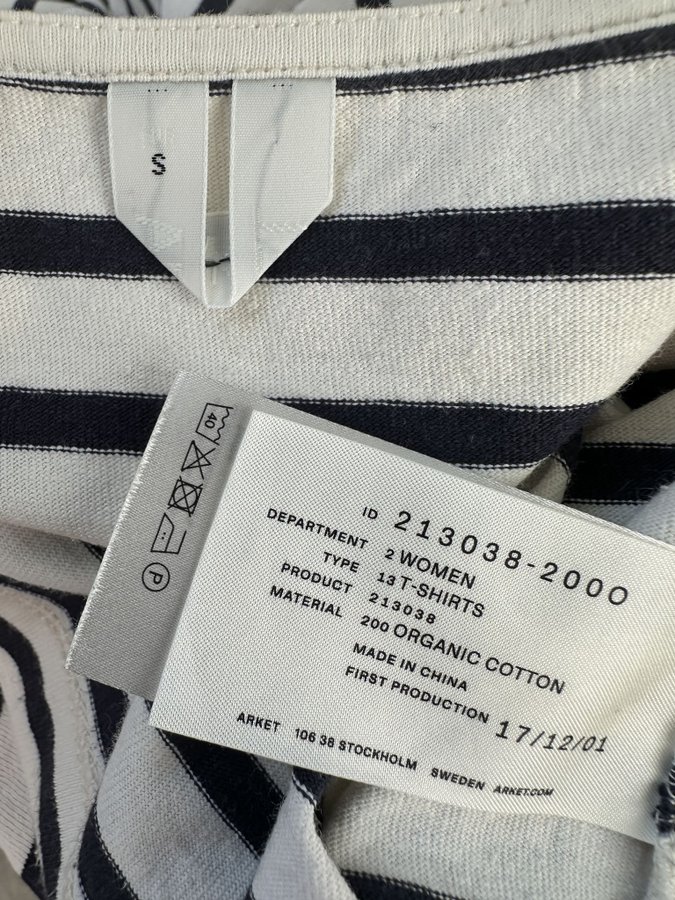 S
40
P
ID 213038-2000
DEPARTMENT 2 WOMEN
TYPE 13 T-SHIRTS
PRODUCT 213038
MATERIAL 200 ORGANIC COTTON
MADE IN CHINA
FIRST PRODUCTION 17/12/01
ARKET 106 38 STOCKHOLM SWEDEN ARKET.COM